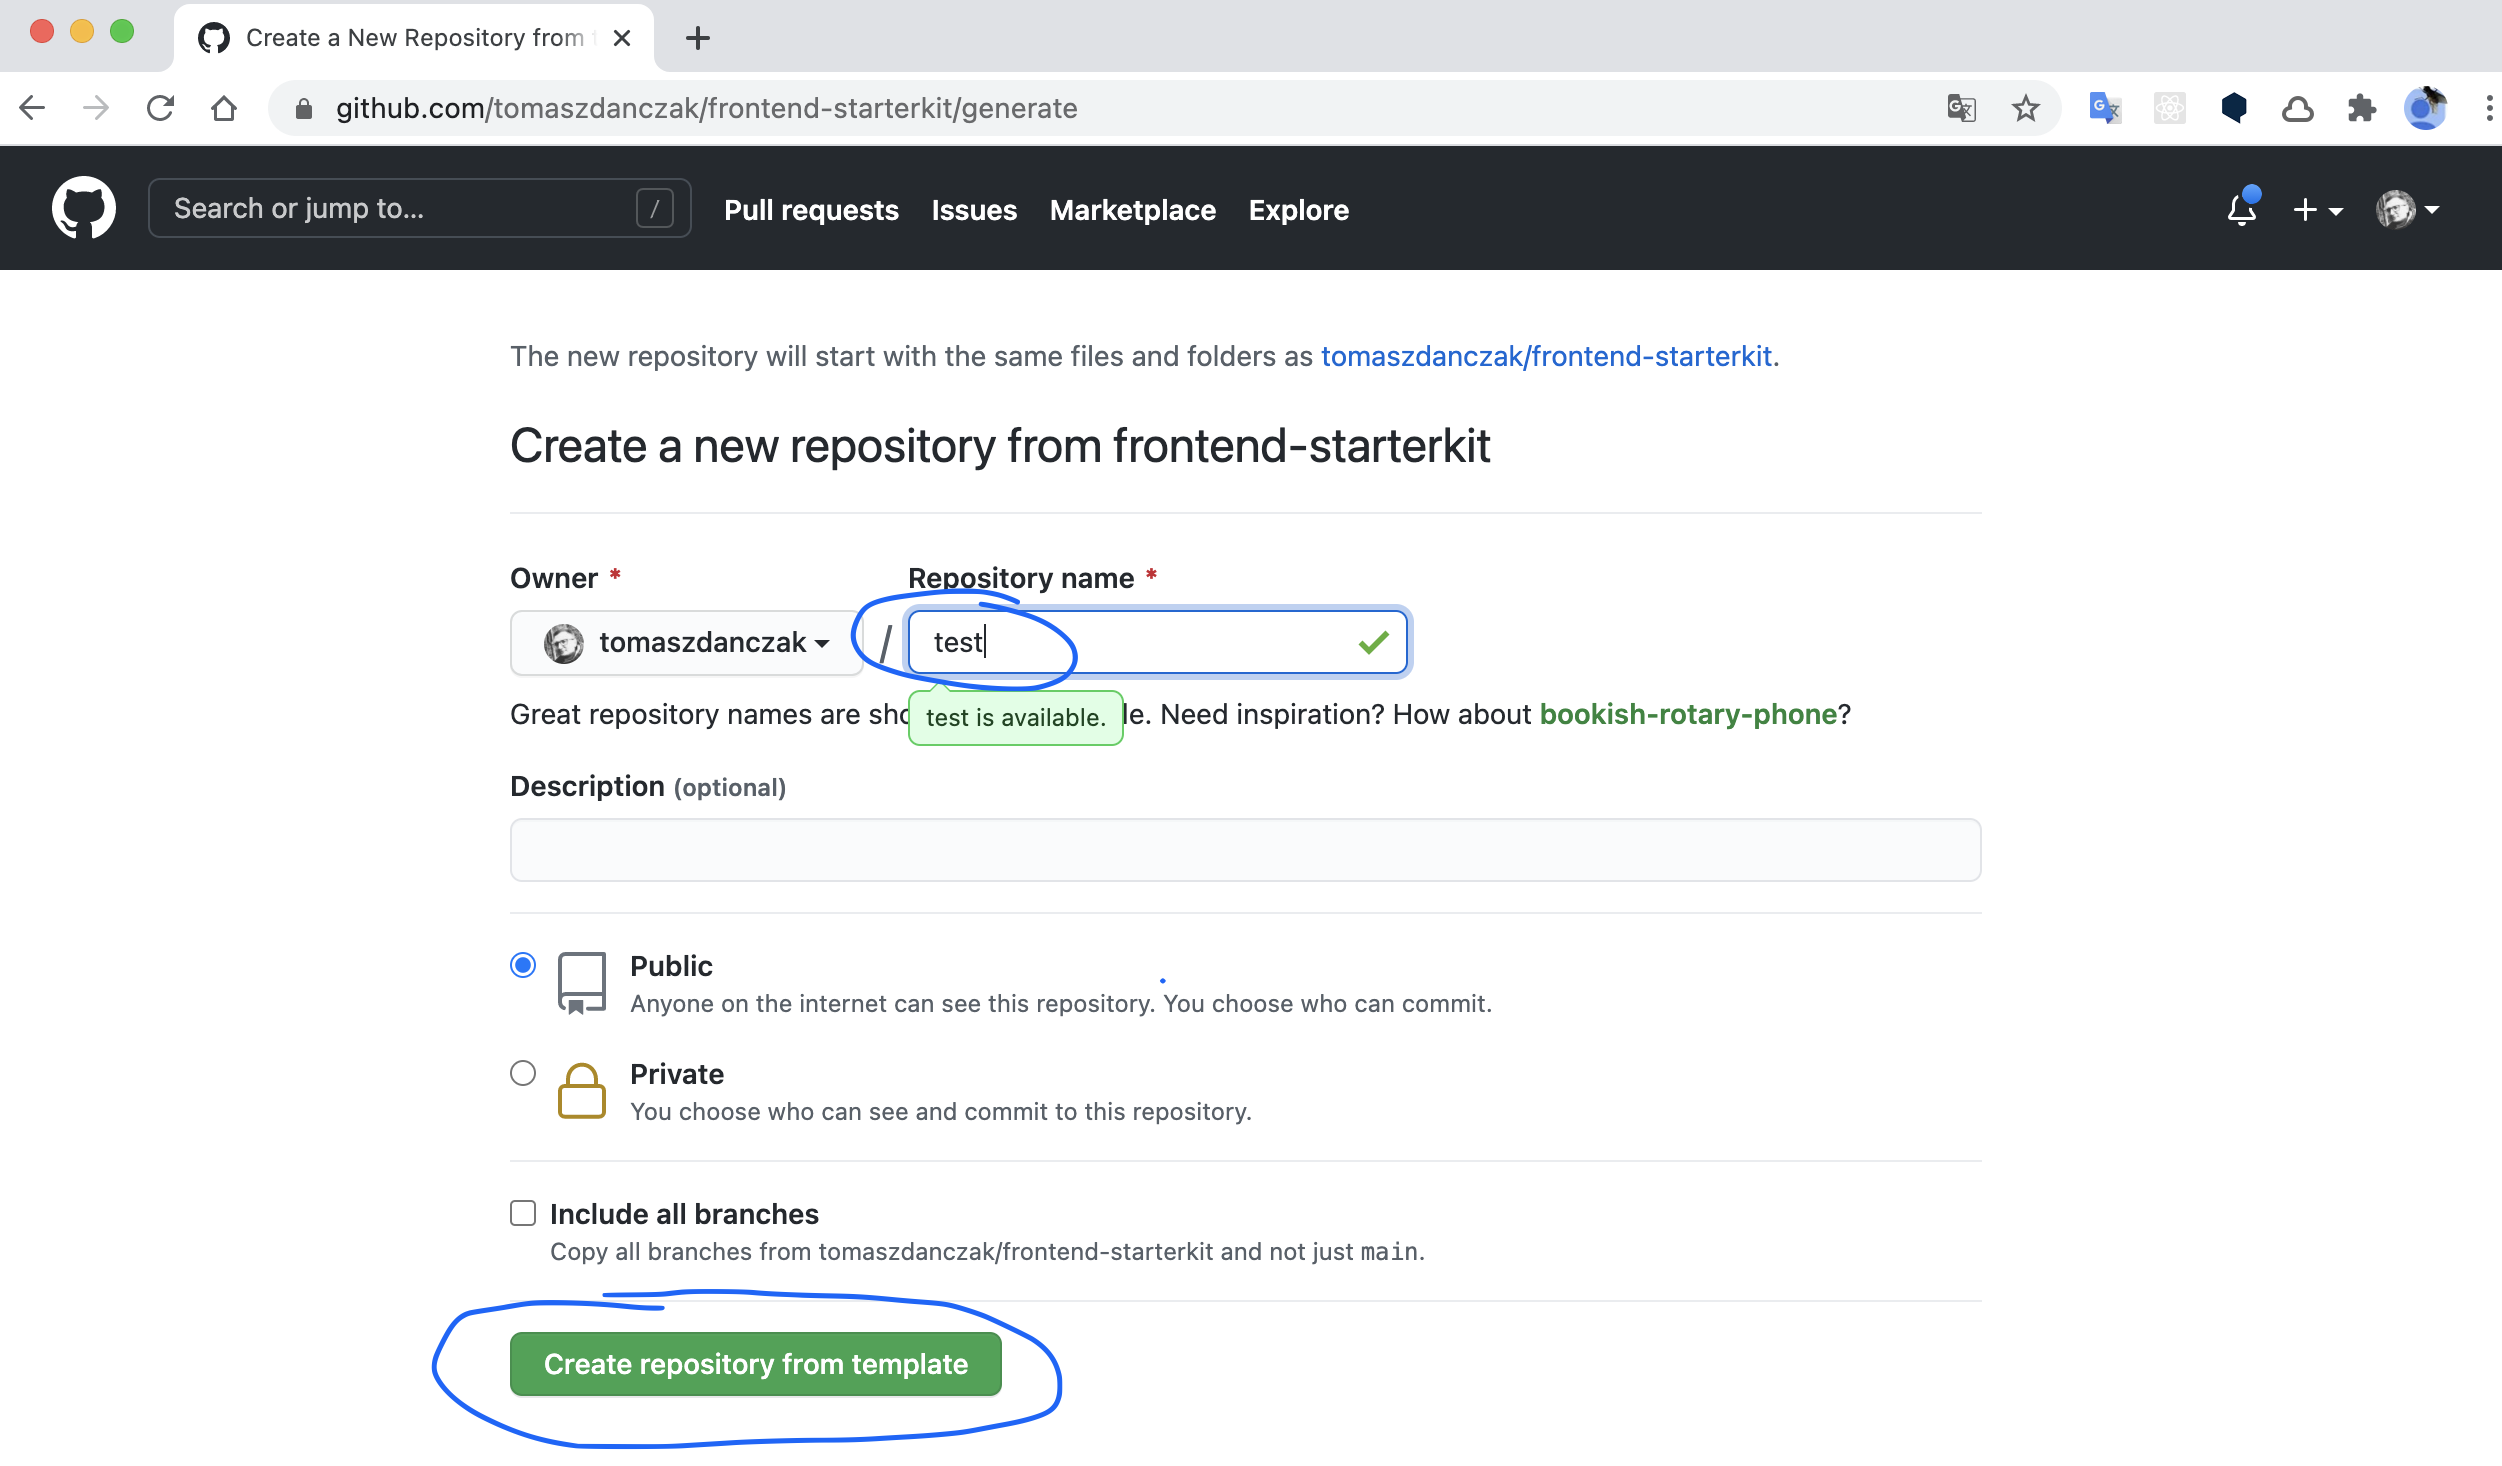 Create a New Repository from
github.com/tomaszdanczak/frontend-starterkit/generate
Search or jump to... /
Pull requests Issues Marketplace Explore
The new repository will start with the same files and folders as tomaszdanczak/frontend-starterkit.
Create a new repository from frontend-starterkit
Owner * Repository name *
tomaszdanczak / test
Great repository names are sho le. Need inspiration? How about bookish-rotary-phone?
test is available.
Description (optional)
Public
Anyone on the internet can see this repository. You choose who can commit.
Private
You choose who can see and commit to this repository.
Include all branches
Copy all branches from tomaszdanczak/frontend-starterkit and not just main.
Create repository from template